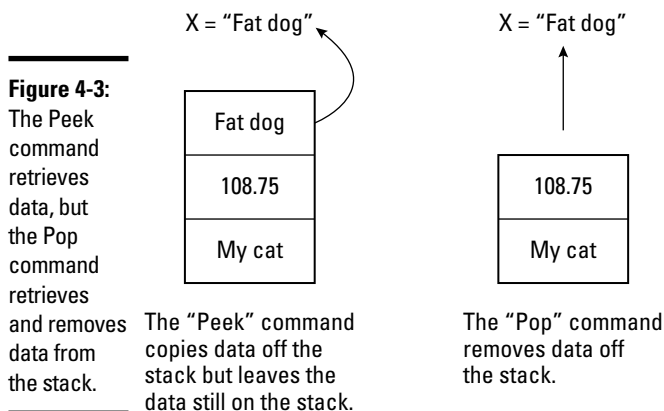 Figure 4-3:
The Peek
command
retrieves
data, but
the Pop
command
retrieves
and removes
data from
the stack.
X = “Fat dog”
Fat dog
108.75
My cat
The “Peek” command
copies data off the
stack but leaves the
data still on the stack.
X = “Fat dog”
108.75
My cat
The “Pop” command
removes data off
the stack.